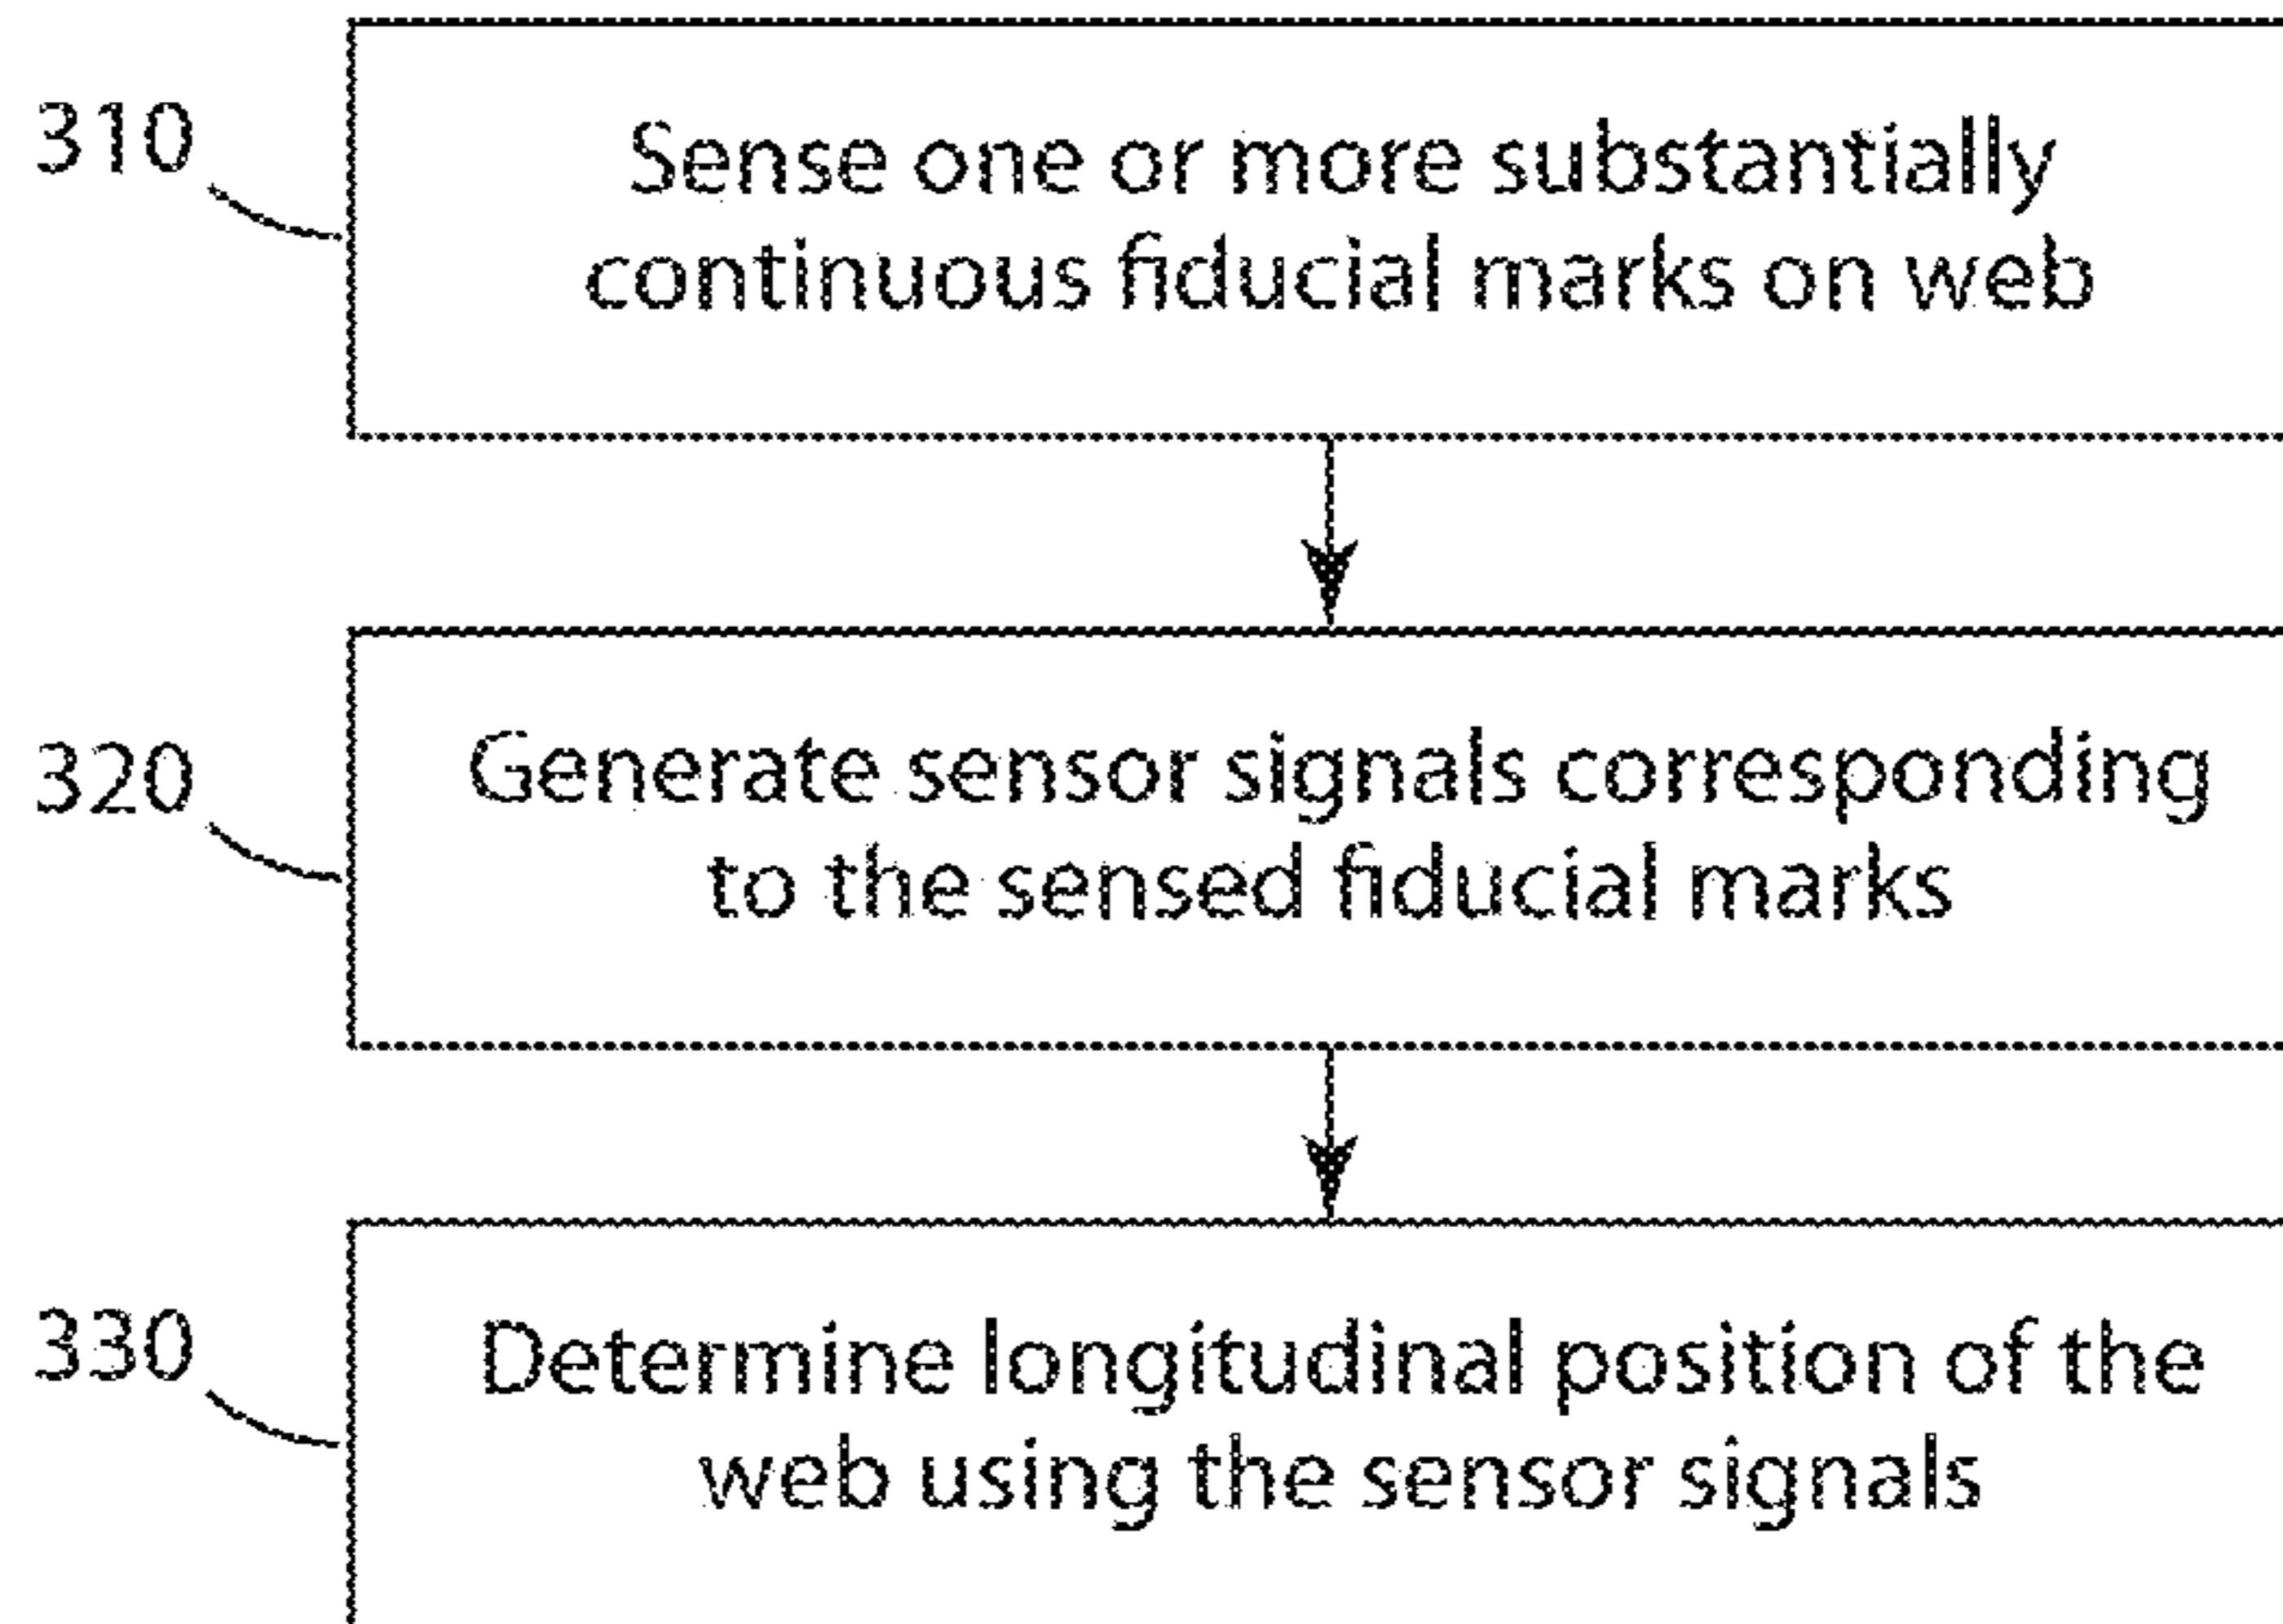 310
Sense one or more substantially
continuous fiducial marks on web
320
Generate sensor signals corresponding
to the sensed fiducial marks
330
Determine longitudinal position of the
web using the sensor signals